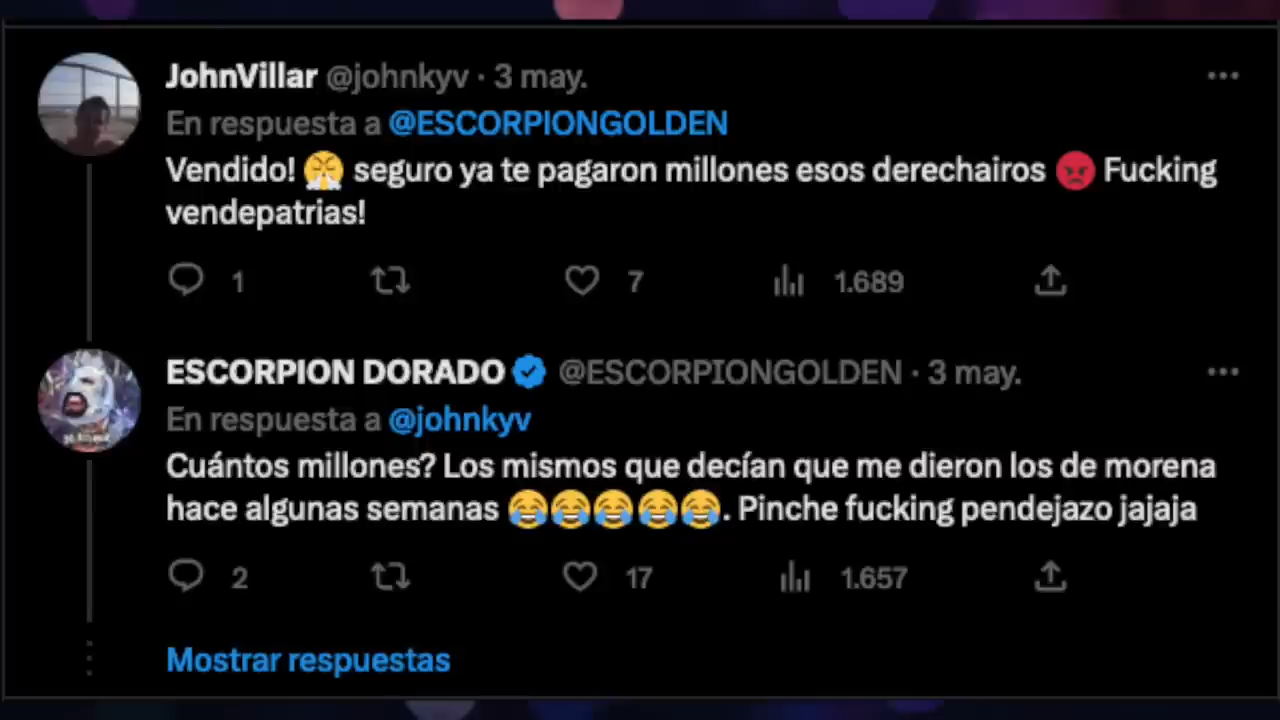 JohnVillar @johnkyv · 3 may.
En respuesta a @ESCORPIONGOLDEN
Vendido! 😤 seguro ya te pagaron millones esos derechairos 😡 Fucking
vendepatrias!
1 7 1.689
ESCORPION DORADO @ESCORPIONGOLDEN · 3 may.
En respuesta a @johnkyv
Cuántos millones? Los mismos que decían que me dieron los de morena
hace algunas semanas 😂😂😂😂😂. Pinche fucking pendejazo jajaja
2 17 1.657
Mostrar respuestas